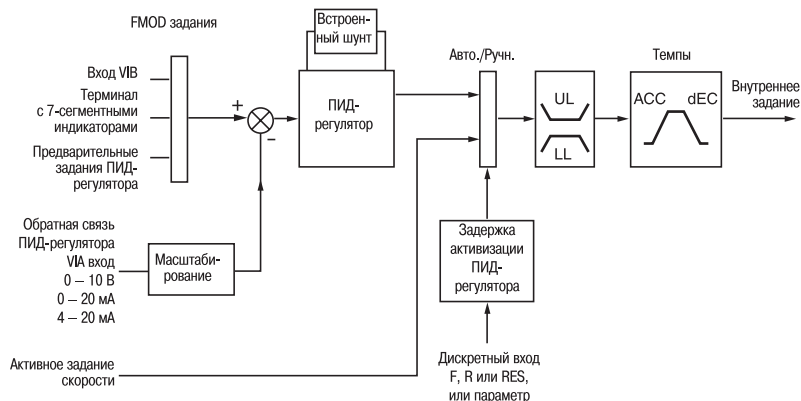 FMOD задания
Вход VIB
Терминал
с 7-сегментными
индикаторами
Предварительные
задания ПИД-
регулятора
+
-
Встроен-
ный шунт
ПИД-
регулятор
Авто./Ручн.
UL
LL
Темпы
ACC dEC
Внутреннее
задание
Обратная связь
ПИД-регулятора
VIA вход
0 – 10 В
0 – 20 мА
4 – 20 мА
Масштаби-
рование
Задержка
активизации
ПИД-
регулятора
Активное задание
скорости
Дискретный вход
F, R или RES,
или параметр